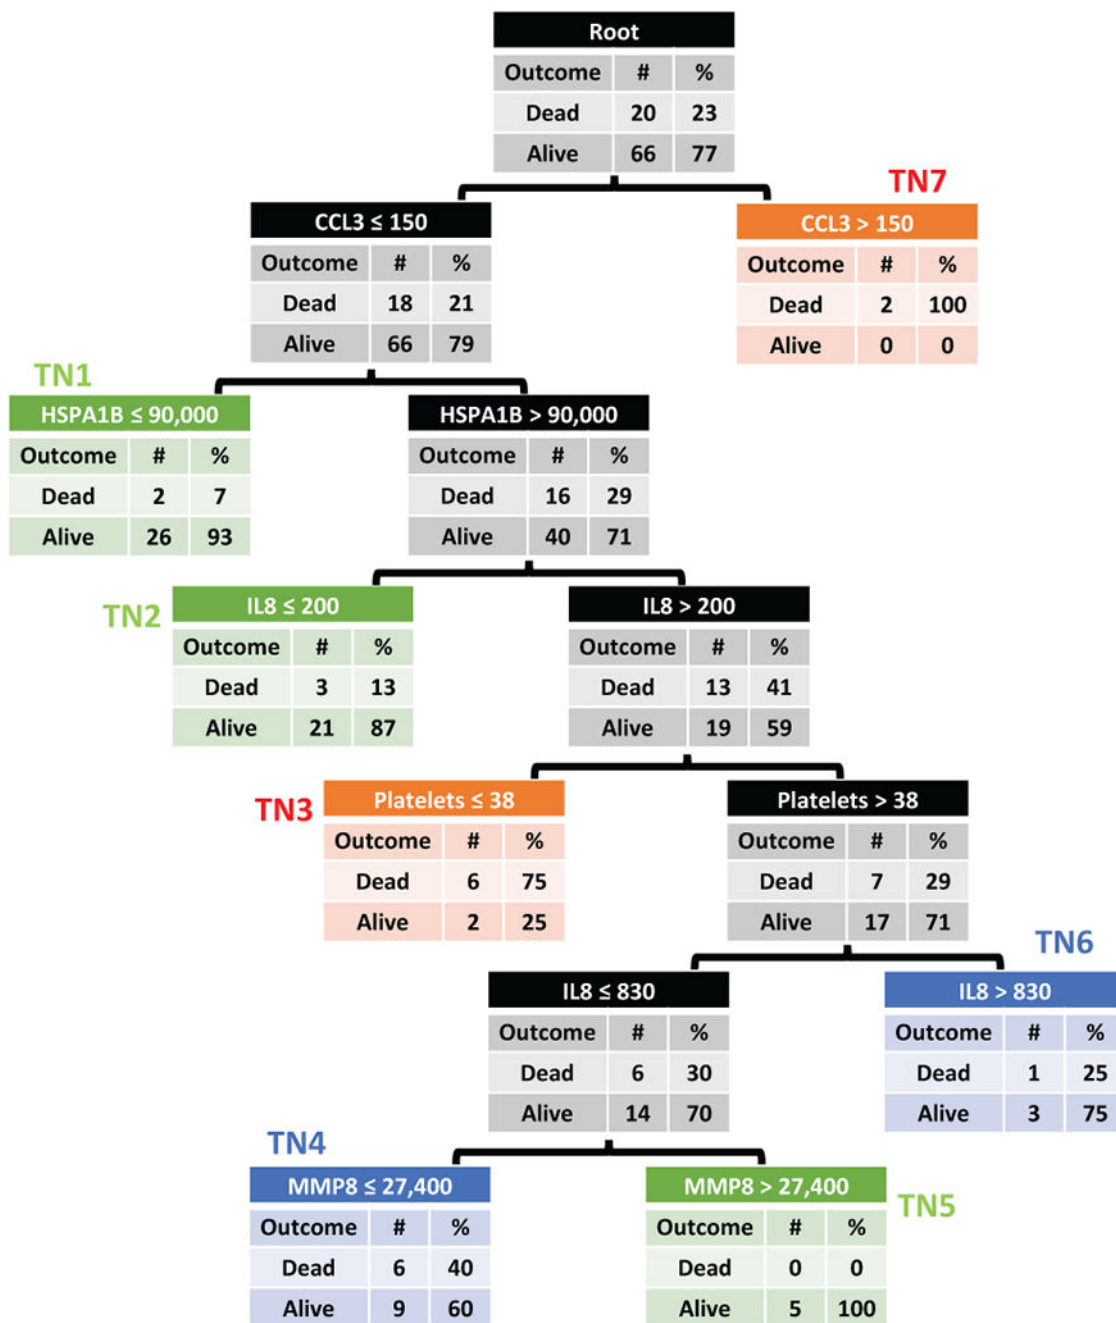 Root
Outcome # %
Dead 20 23
Alive 66 77
TN7
CCL3 ≤ 150
Outcome # %
Dead 18 21
Alive 66 79
CCL3 > 150
Outcome # %
Dead 2 100
Alive 0 0
TN1
HSPA1B ≤ 90,000
Outcome # %
Dead 2 7
Alive 26 93
HSPA1B > 90,000
Outcome # %
Dead 16 29
Alive 40 71
TN2
IL8 ≤ 200
Outcome # %
Dead 3 13
Alive 21 87
IL8 > 200
Outcome # %
Dead 13 41
Alive 19 59
TN3
Platelets ≤ 38
Outcome # %
Dead 6 75
Alive 2 25
Platelets > 38
Outcome # %
Dead 7 29
Alive 17 71
TN6
IL8 ≤ 830
Outcome # %
Dead 6 30
Alive 14 70
IL8 > 830
Outcome # %
Dead 1 25
Alive 3 75
TN4
MMP8 ≤ 27,400
Outcome # %
Dead 6 40
Alive 9 60
MMP8 > 27,400
TN5
Outcome # %
Dead 0 0
Alive 5 100